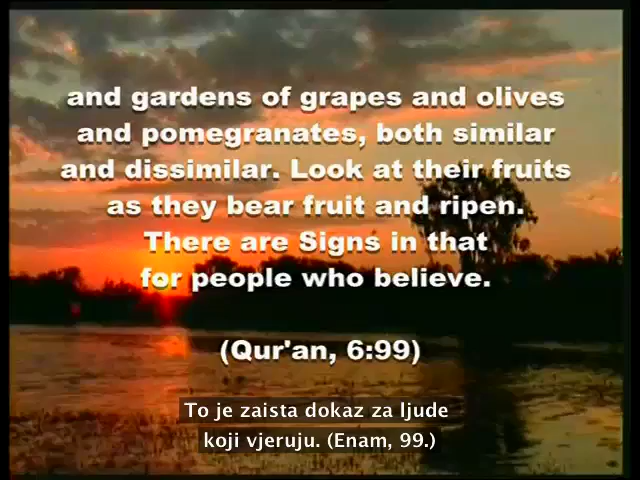 and gardens of grapes and olives
and pomegranates, both similar
and dissimilar. Look at their fruits
as they bear fruit and ripen.
There are Signs in that
for people who believe.
(Qur'an, 6:99)
To je zaista dokaz za ljude
koji vjeruju. (Enam, 99.)